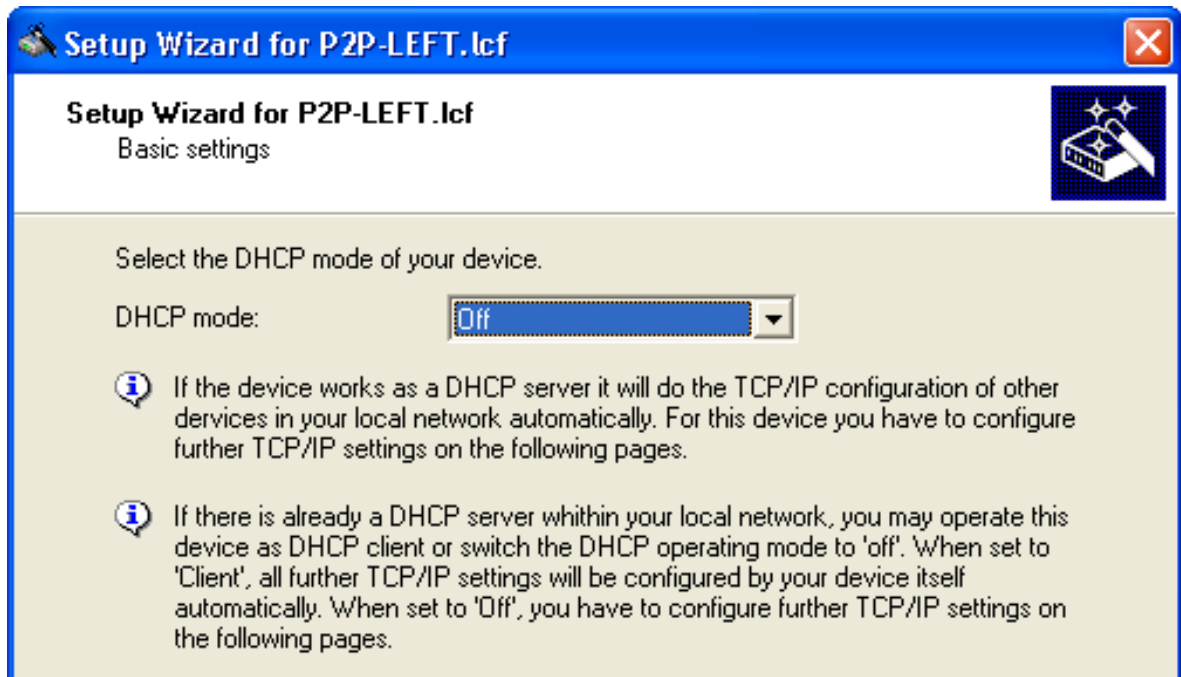 Setup Wizard for P2P-LEFT.lcf
Setup Wizard for P2P-LEFT.lcf
Basic settings
Select the DHCP mode of your device.
DHCP mode:
Off
If the device works as a DHCP server it will do the TCP/IP configuration of other
dervices in your local network automatically. For this device you have to configure
further TCP/IP settings on the following pages.
If there is already a DHCP server whithin your local network, you may operate this
device as DHCP client or switch the DHCP operating mode to 'off'. When set to
'Client', all further TCP/IP settings will be configured by your device itself
automatically. When set to 'Off', you have to configure further TCP/IP settings on
the following pages.